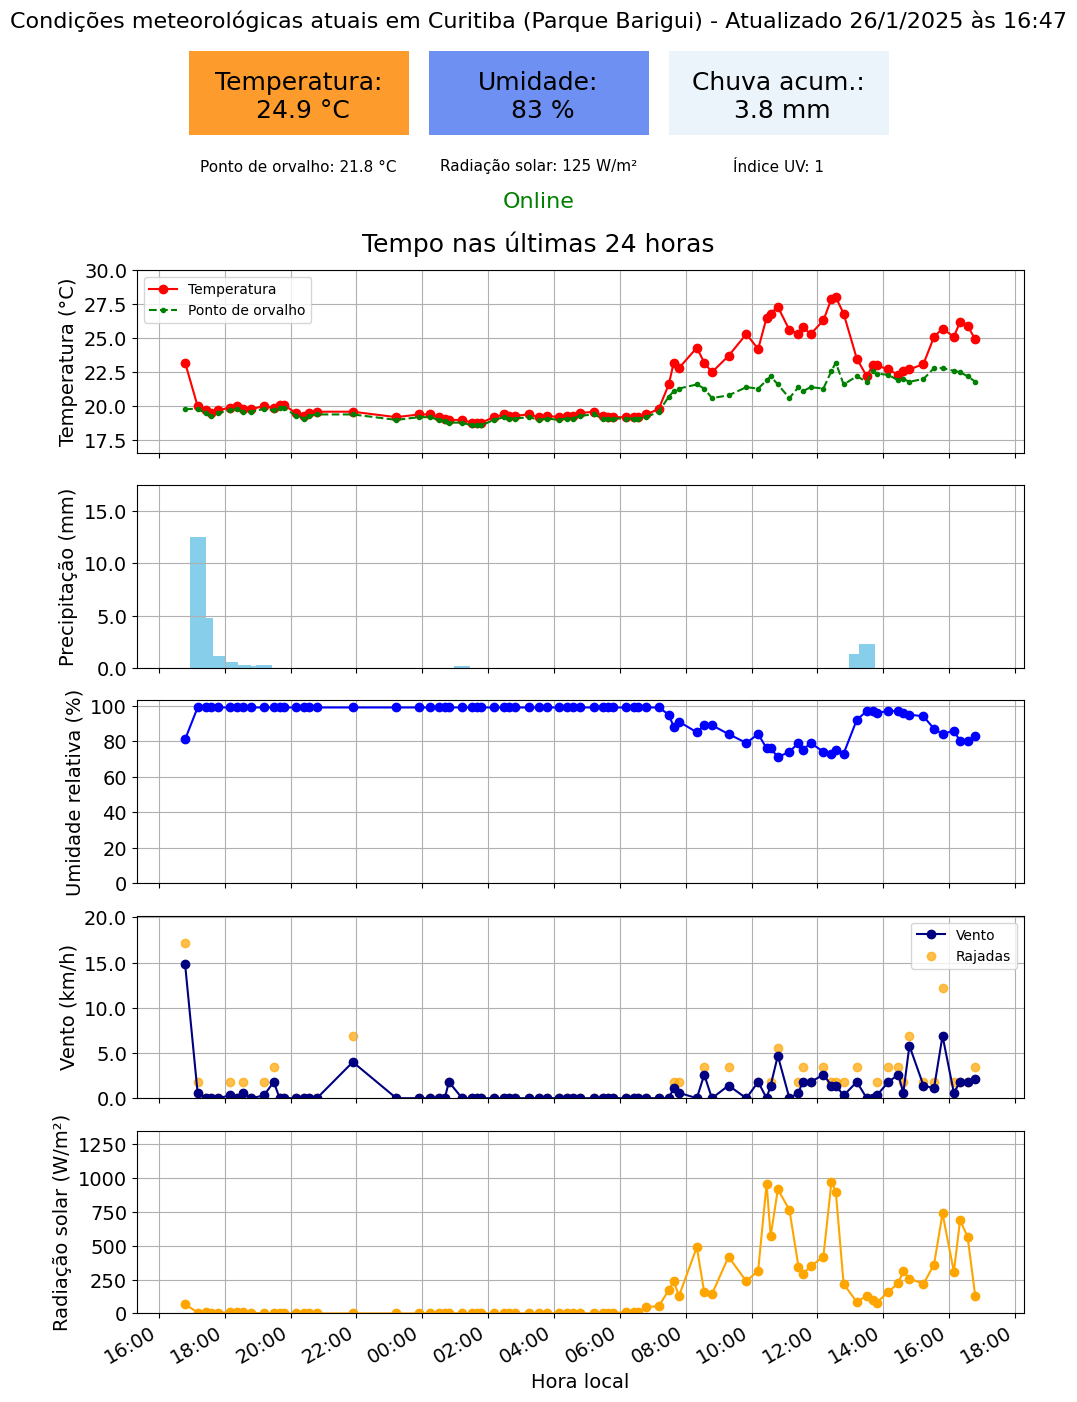 Condições meteorológicas atuais em Curitiba (Parque Barigui) - Atualizado 26/1/2025 às 16:47
Temperatura:
24.9 °C
Umidade:
83 %
Chuva acum.:
3.8 mm
Ponto de orvalho: 21.8 °C
Radiação solar: 125 W/m²
Índice UV: 1
Online
Tempo nas últimas 24 horas
Temperatura (°C)
30.0
27.5
25.0
22.5
20.0
17.5
Temperatura
Ponto de orvalho
Precipitação (mm)
15.0
10.0
5.0
0.0
Umidade relativa (%)
100
80
60
40
20
0
Vento (km/h)
20.0
15.0
10.0
5.0
0.0
Vento
Rajadas
Radiação solar (W/m²)
1250
1000
750
500
250
0
16:00
18:00
20:00
22:00
00:00
02:00
04:00
06:00
08:00
10:00
12:00
14:00
16:00
18:00
Hora local